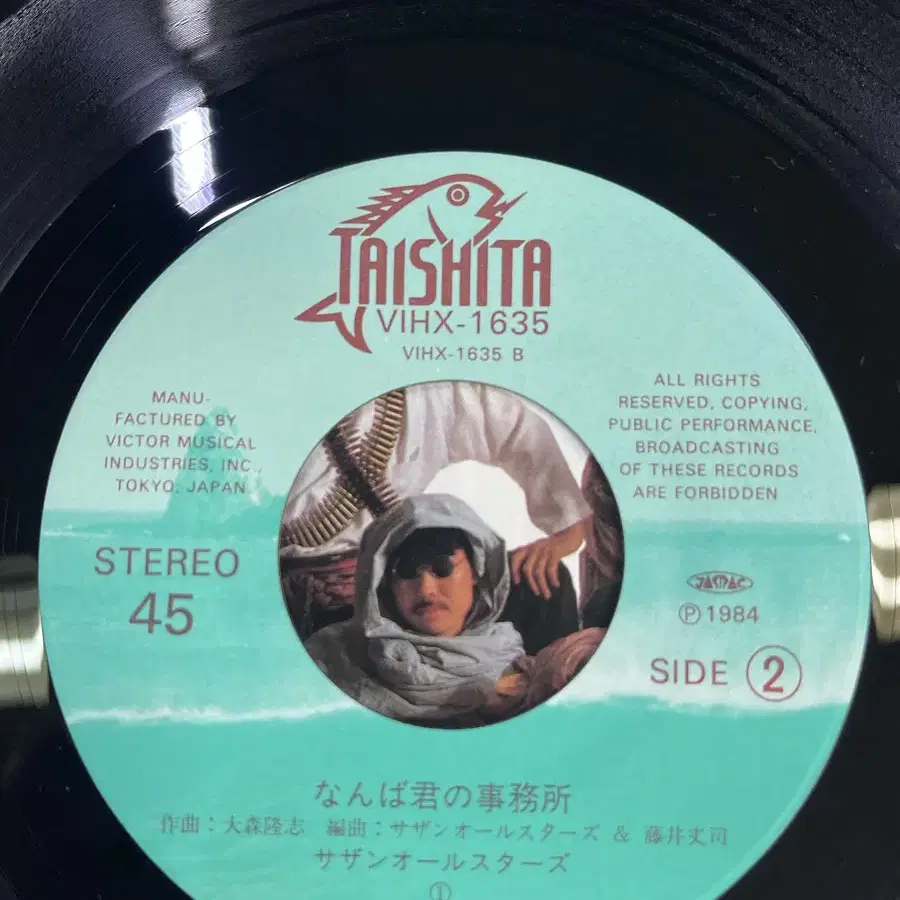 TAISHITA
VIHX-1635
VIHX-1635 B
MANU-
FACTURED BY
VICTOR MUSICAL
INDUSTRIES, INC.,
TOKYO, JAPAN
ALL RIGHTS
RESERVED, COPYING,
PUBLIC PERFORMANCE,
BROADCASTING
OF THESE RECORDS
ARE FORBIDDEN
STEREO
45
JASRAC
Ⓟ1984
SIDE ②
なんば君の事務所
作曲:大森隆志 編曲:サザンオールスターズ & 藤井丈司
サザンオールスターズ
①